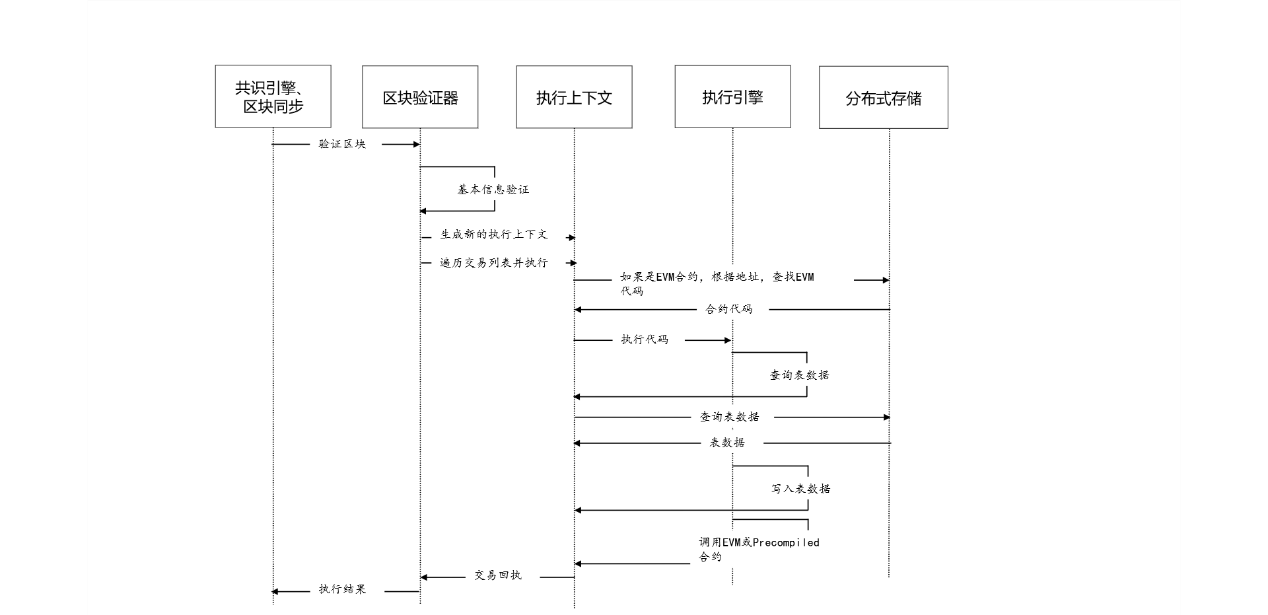 共识引擎、
区块同步
区块验证器
执行上下文
执行引擎
分布式存储
验证区块
基本信息验证
生成新的执行上下文
遍历交易列表并执行
如果是EVM合约，根据地址，查找EVM
代码
合约代码
执行代码
查询表数据
查询表数据
表数据
写入表数据
调用EVM或Precompiled
合约
交易回执
执行结果